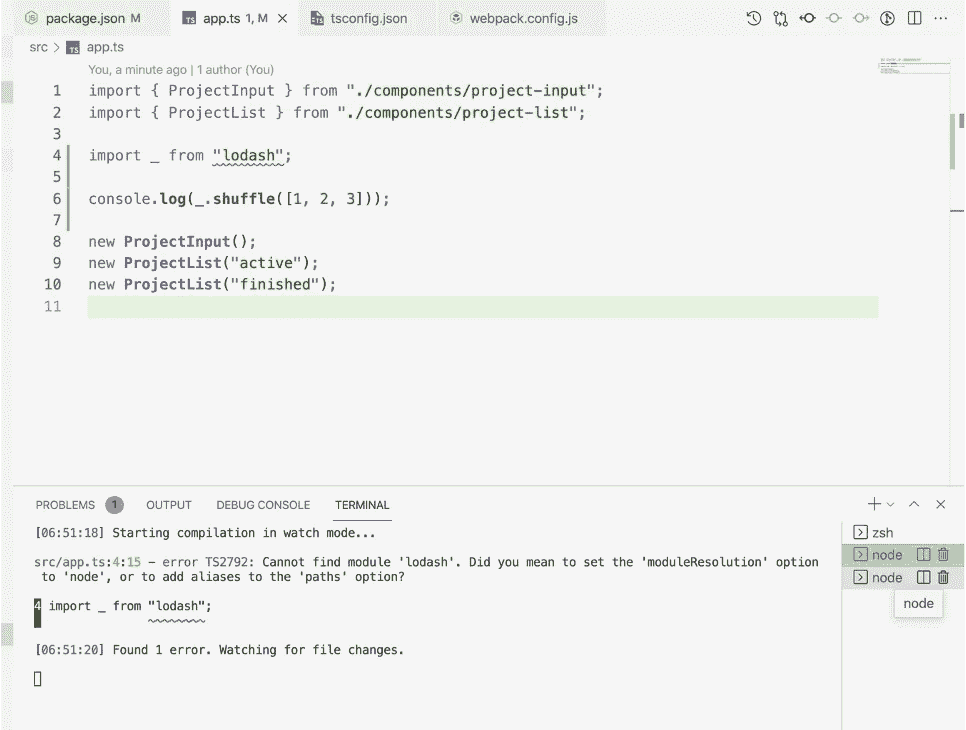 package.json M
app.ts 1, M
tsconfig.json
webpack.config.js
src > app.ts
You, a minute ago | 1 author (You)
1 import { ProjectInput } from "./components/project-input";
2 import { ProjectList } from "./components/project-list";
3
4 import _ from "lodash";
5
6 console.log(_.shuffle([1, 2, 3]));
7
8 new ProjectInput();
9 new ProjectList("active");
10 new ProjectList("finished");
11
PROBLEMS 1 OUTPUT DEBUG CONSOLE TERMINAL
[06:51:18] Starting compilation in watch mode...
src/app.ts:4:15 - error TS2792: Cannot find module 'lodash'. Did you mean to set the 'moduleResolution' option
to 'node', or to add aliases to the 'paths' option?
4 import _ from "lodash";
[06:51:20] Found 1 error. Watching for file changes.
zsh
node
node
node